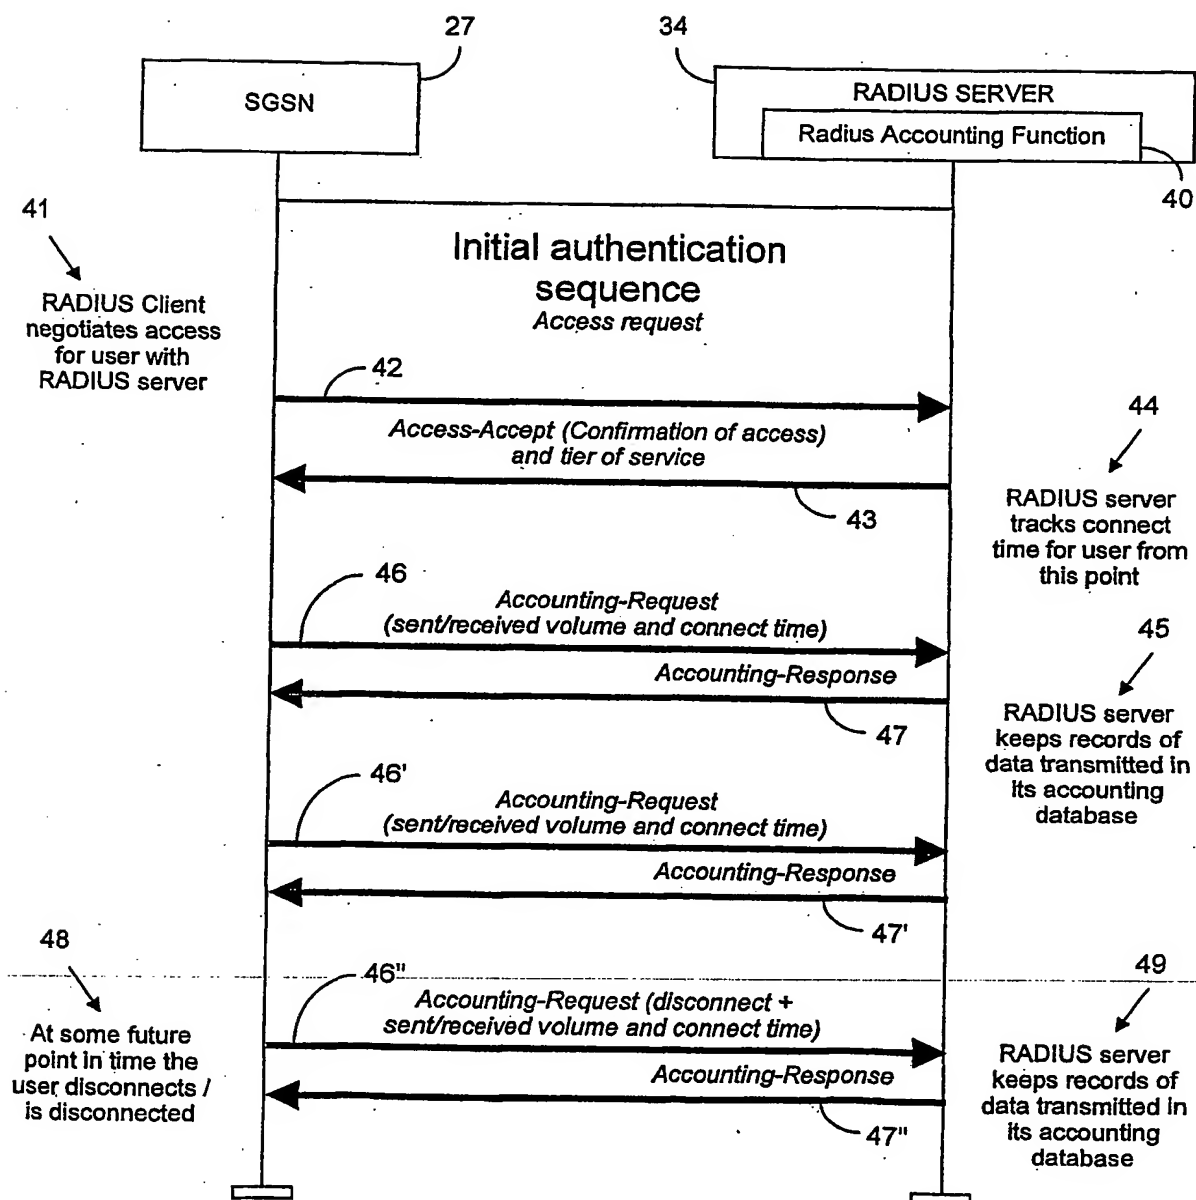 27
34
SGSN
RADIUS SERVER
Radius Accounting Function
40
41
Initial authentication
sequence
Access request
RADIUS Client
negotiates access
for user with
RADIUS server
42
44
Access-Accept (Confirmation of access)
and tier of service
43
RADIUS server
tracks connect
time for user from
this point
46
Accounting-Request
(sent/received volume and connect time)
45
Accounting-Response
47
RADIUS server
keeps records of
data transmitted in
its accounting
database
46'
Accounting-Request
(sent/received volume and connect time)
Accounting-Response
47'
48
49
46"
Accounting-Request (disconnect +
sent/received volume and connect time)
At some future
point in time the
user disconnects /
is disconnected
Accounting-Response
47"
RADIUS server
keeps records of
data transmitted in
its accounting
database